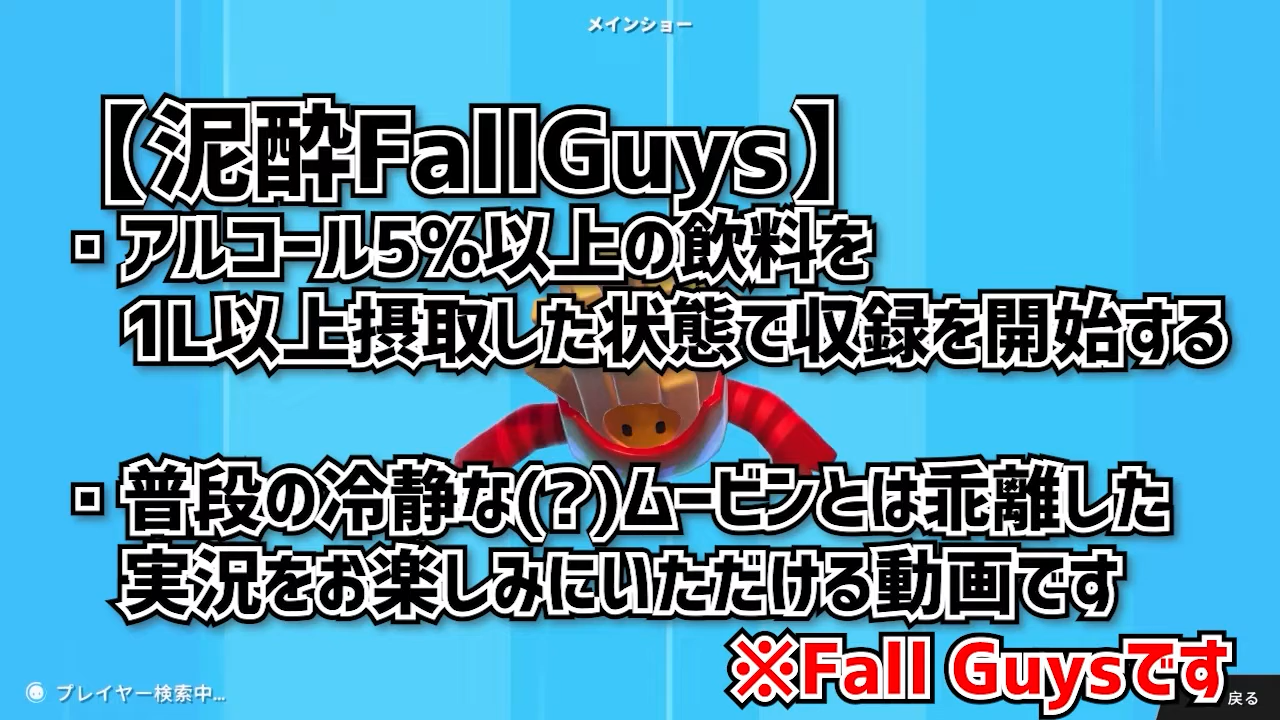 メインショー
【泥酔FallGuys】
・アルコール5%以上の飲料を
1L以上摂取した状態で収録を開始する
・普段の冷静な(?)ムービンとは乖離した
実況をお楽しみにいただける動画です
※Fall Guysです
プレイヤー検索中...
戻る